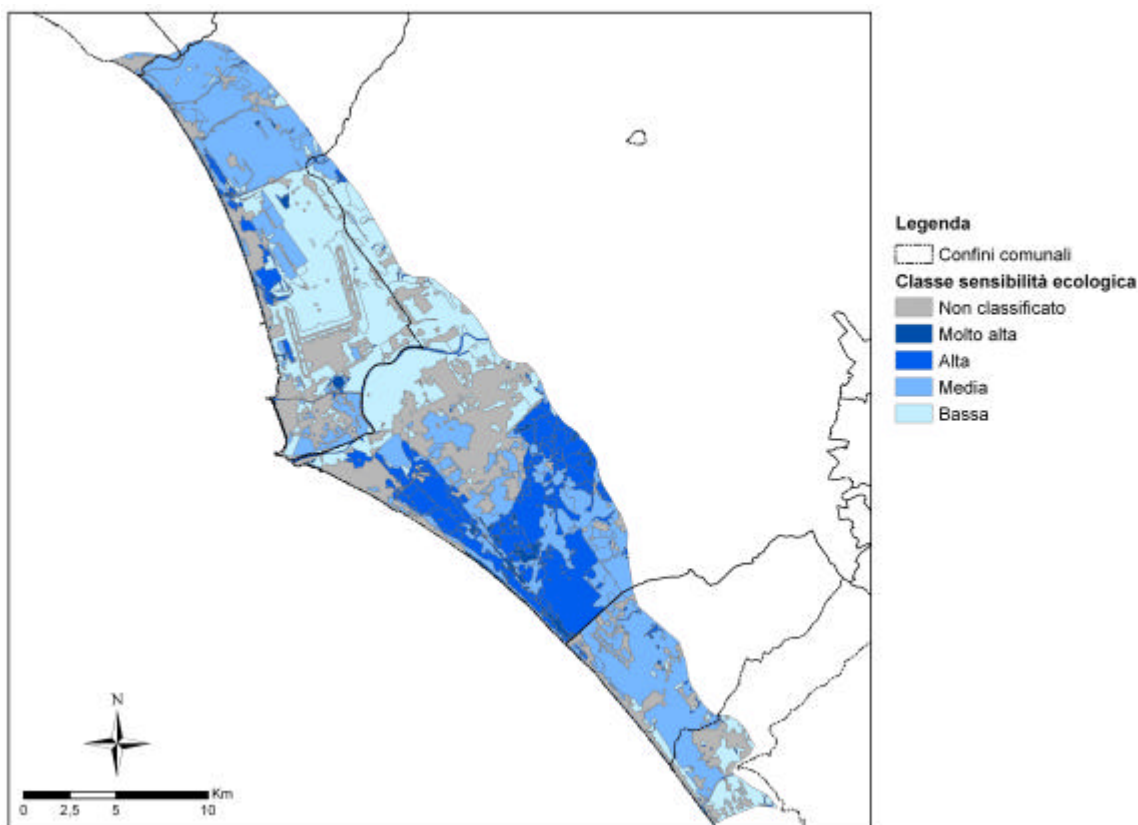 Legenda
Confini comunali
Classe sensibilità ecologica
Non classificato
Molto alta
Alta
Media
Bassa
N
Km
0 2,5 5 10